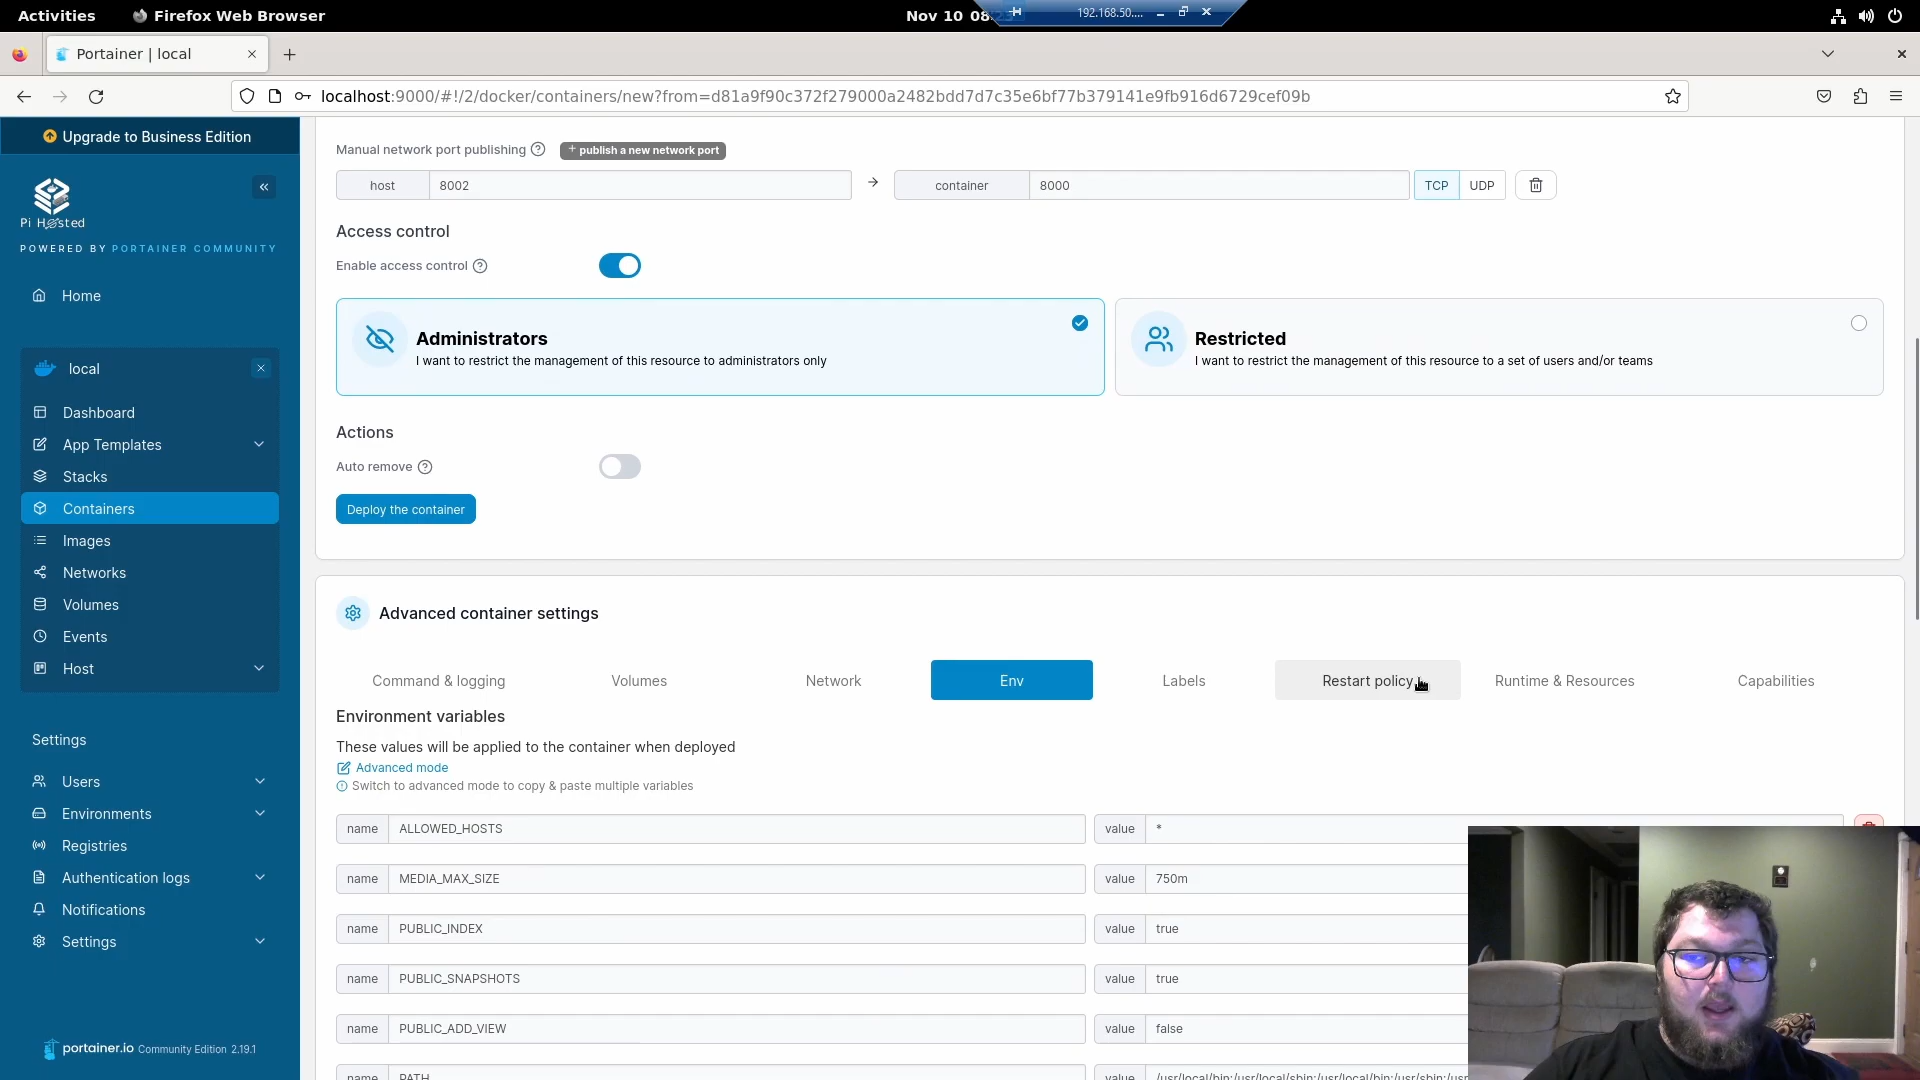 Activities
Firefox Web Browser
Nov 10 08:
192.168.50....
Portainer | local
localhost:9000/#!/2/docker/containers/new?from=d81a9f90c372f279000a2482bdd7d7c35e6bf77b379141e9fb916d6729cef09b
Upgrade to Business Edition
Pi Hosted
POWERED BY PORTAINER COMMUNITY
Home
local
Dashboard
App Templates
Stacks
Containers
Images
Networks
Volumes
Events
Host
Settings
Users
Environments
Registries
Authentication logs
Notifications
Settings
portainer.io Community Edition 2.19.1
Manual network port publishing
+ publish a new network port
host
8002
→
container
8000
TCP
UDP
Access control
Enable access control
Administrators
I want to restrict the management of this resource to administrators only
Restricted
I want to restrict the management of this resource to a set of users and/or teams
Actions
Auto remove
Deploy the container
Advanced container settings
Command & logging
Volumes
Network
Env
Labels
Restart policy
Runtime & Resources
Capabilities
Environment variables
These values will be applied to the container when deployed
Advanced mode
Switch to advanced mode to copy & paste multiple variables
name ALLOWED_HOSTS value *
name MEDIA_MAX_SIZE value 750m
name PUBLIC_INDEX value true
name PUBLIC_SNAPSHOTS value true
name PUBLIC_ADD_VIEW value false
name PATH value /usr/local/bin:/usr/local/sbin:/usr/local/bin:/usr/sbin:/usr